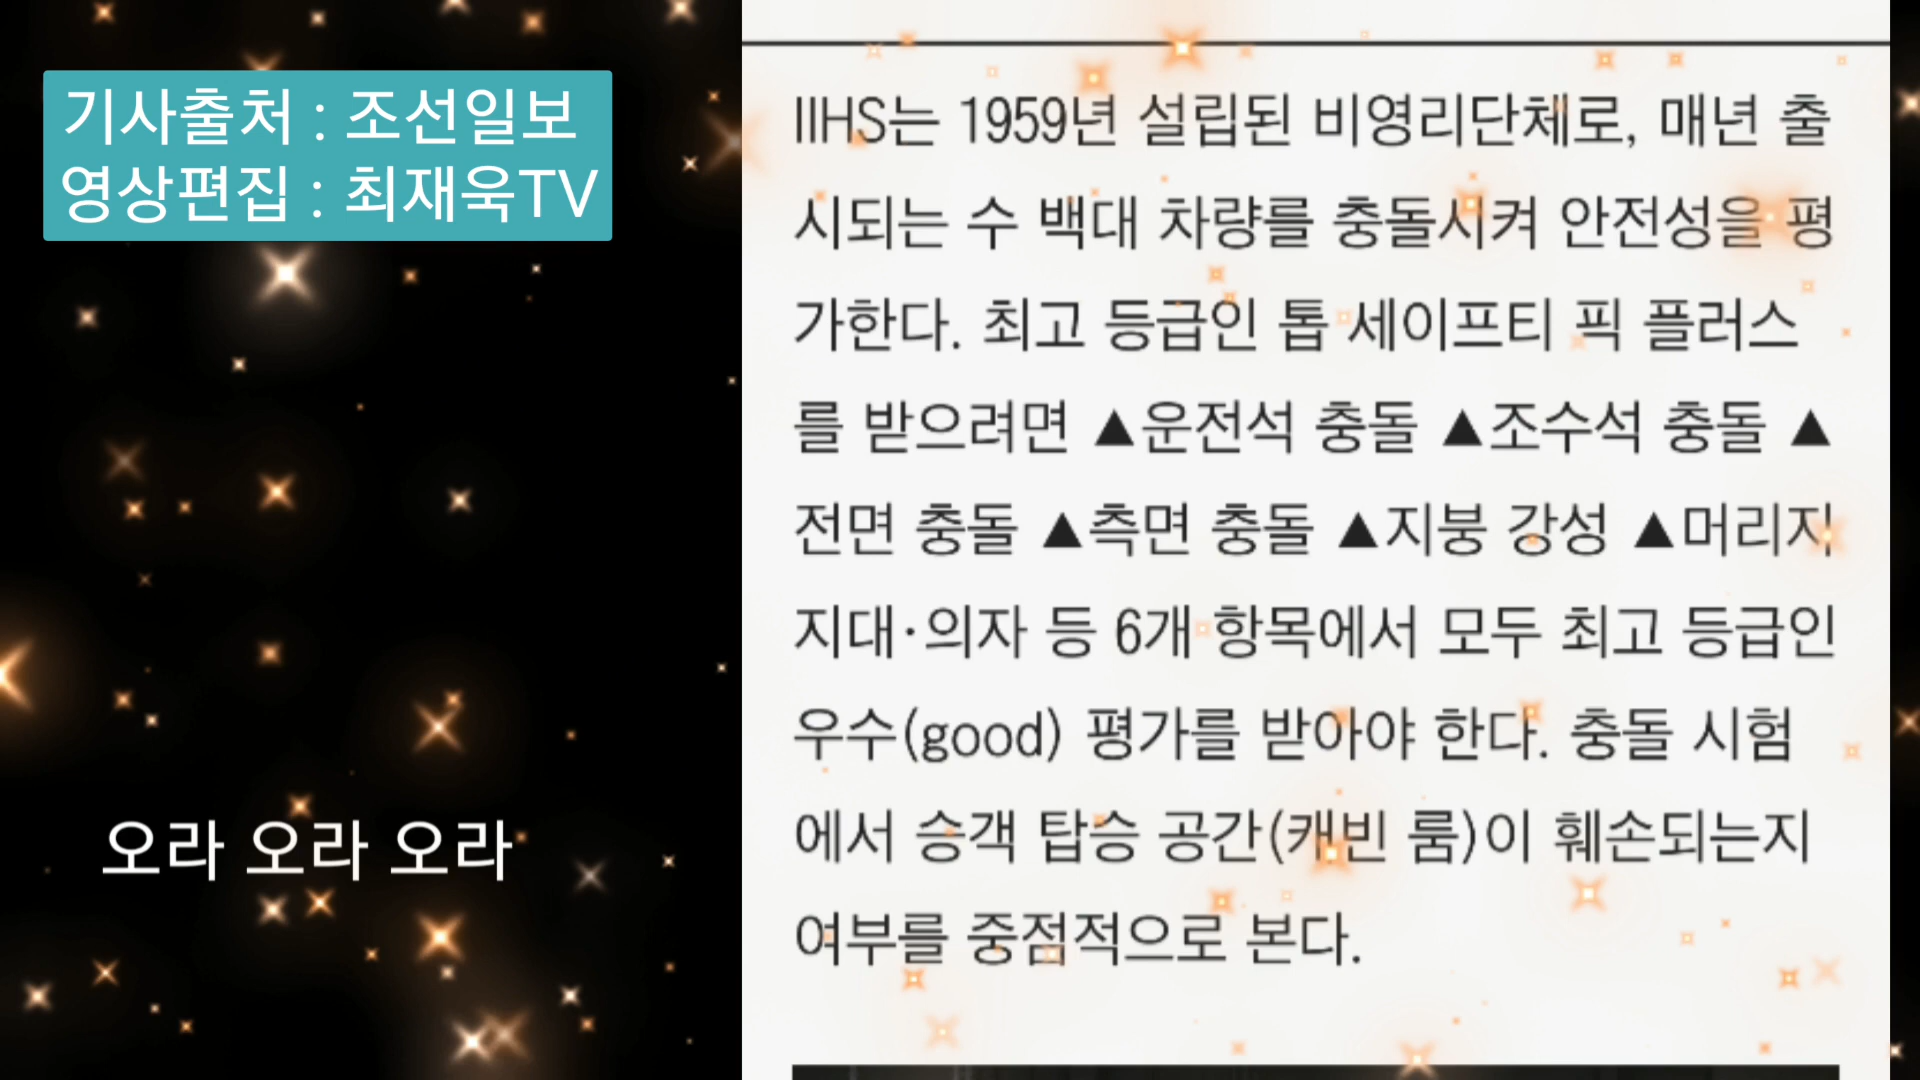 기사출처 : 조선일보
영상편집 : 최재욱TV
오라 오라 오라
IIHS는 1959년 설립된 비영리단체로, 매년 출
시되는 수 백대 차량를 충돌시켜 안전성을 평
가한다. 최고 등급인 톱 세이프티 픽 플러스
를 받으려면 ▲운전석 충돌 ▲조수석 충돌 ▲
전면 충돌 ▲측면 충돌 ▲지붕 강성 ▲머리지
지대·의자 등 6개 항목에서 모두 최고 등급인
우수(good) 평가를 받아야 한다. 충돌 시험
에서 승객 탑승 공간(캐빈 룸)이 훼손되는지
여부를 중점적으로 본다.